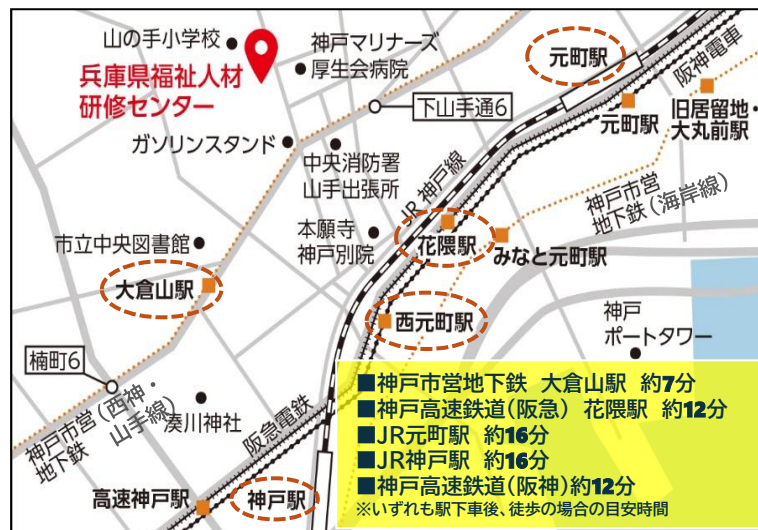 山の手小学校
神戸マリナーズ
厚生会病院
元町駅
阪神電車
兵庫県福祉人材
研修センター
下山手通6
元町駅
旧居留地・
大丸前駅
ガソリンスタンド
中央消防署
山手出張所
JR神戸線
神戸市営
地下鉄(海岸線)
市立中央図書館
本願寺
神戸別院
花隈駅
みなと元町駅
大倉山駅
西元町駅
神戸
ポートタワー
楠町6
神戸市営(西神・
地下鉄 山手線)
湊川神社
阪急電鉄
高速神戸駅
神戸駅
■神戸市営地下鉄 大倉山駅 約7分
■神戸高速鉄道(阪急) 花隈駅 約12分
■JR元町駅 約16分
■JR神戸駅 約16分
■神戸高速鉄道(阪神)約12分
※いずれも駅下車後、徒歩の場合の目安時間